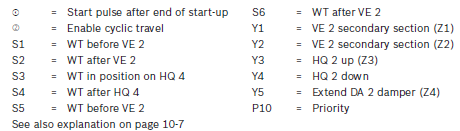 ① = Start pulse after end of start-up
② = Enable cyclic travel
S1 = WT before VE 2
S2 = WT after VE 2
S3 = WT in position on HQ 4
S4 = WT after HQ 4
S5 = WT before VE 2
See also explanation on page 10-7
S6 = WT after VE 2
Y1 = VE 2 secondary section (Z1)
Y2 = VE 2 secondary section (Z2)
Y3 = HQ 2 up (Z3)
Y4 = HQ 2 down
Y5 = Extend DA 2 damper (Z4)
P10 = Priority